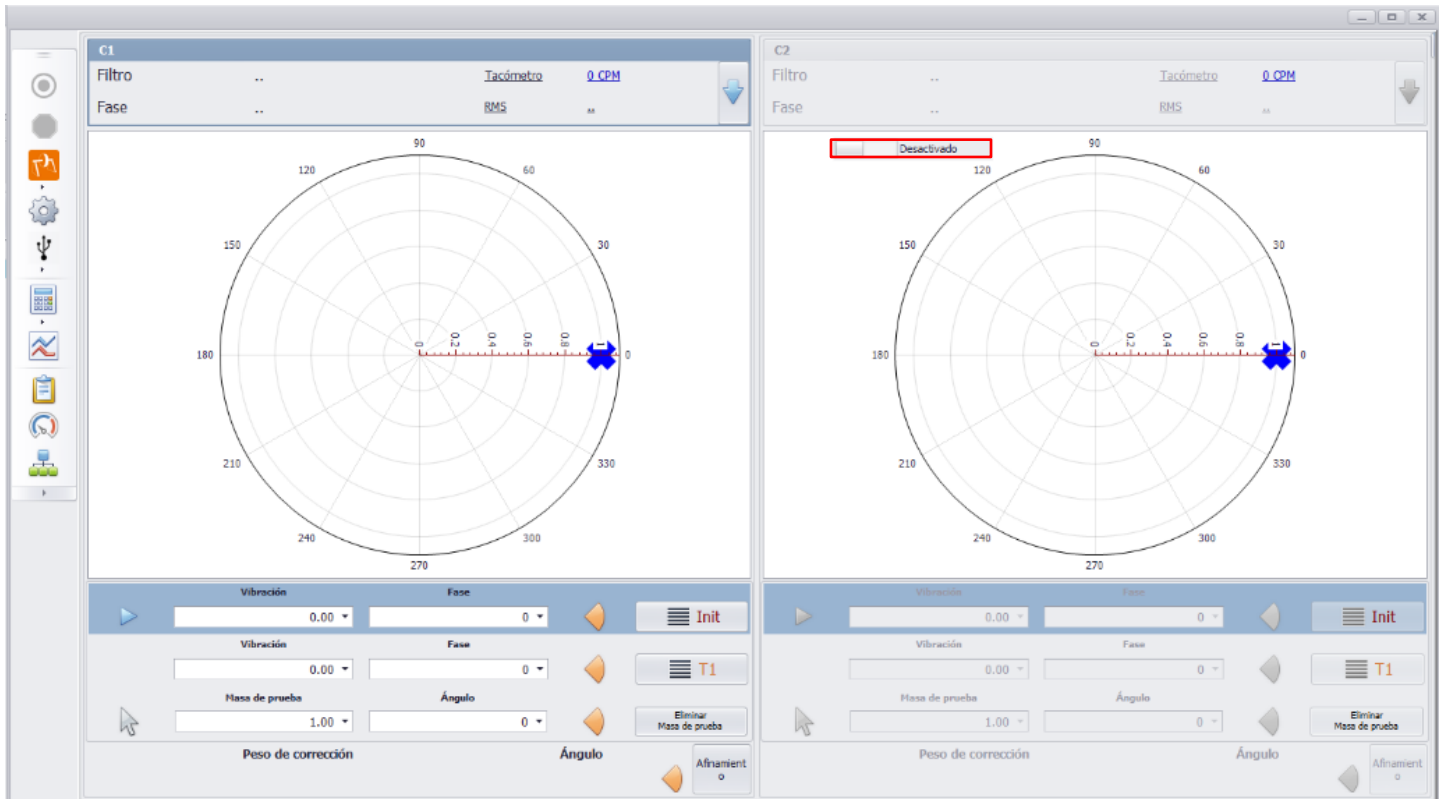 C1
Filtro .. Tacómetro 0 CPM
Fase .. RMS ..
90
120 60
150 30
0 0.2 0.4 0.6 0.8 1
180 0
210 330
240 300
270
Vibración Fase
0.00 0 Init
Vibración Fase
0.00 0 T1
Masa de prueba Ángulo
1.00 0 Eliminar
Masa de prueba
Peso de corrección Ángulo
Afinament
o
C2
Filtro .. Tacómetro 0 CPM
Fase .. RMS ..
Desactivado
90
120 60
150 30
0 0.2 0.4 0.6 0.8 1
180 0
210 330
240 300
270
Vibración Fase
0.00 0 Init
Vibración Fase
0.00 0 T1
Masa de prueba Ángulo
1.00 0 Eliminar
Masa de prueba
Peso de corrección Ángulo
Afinament
o